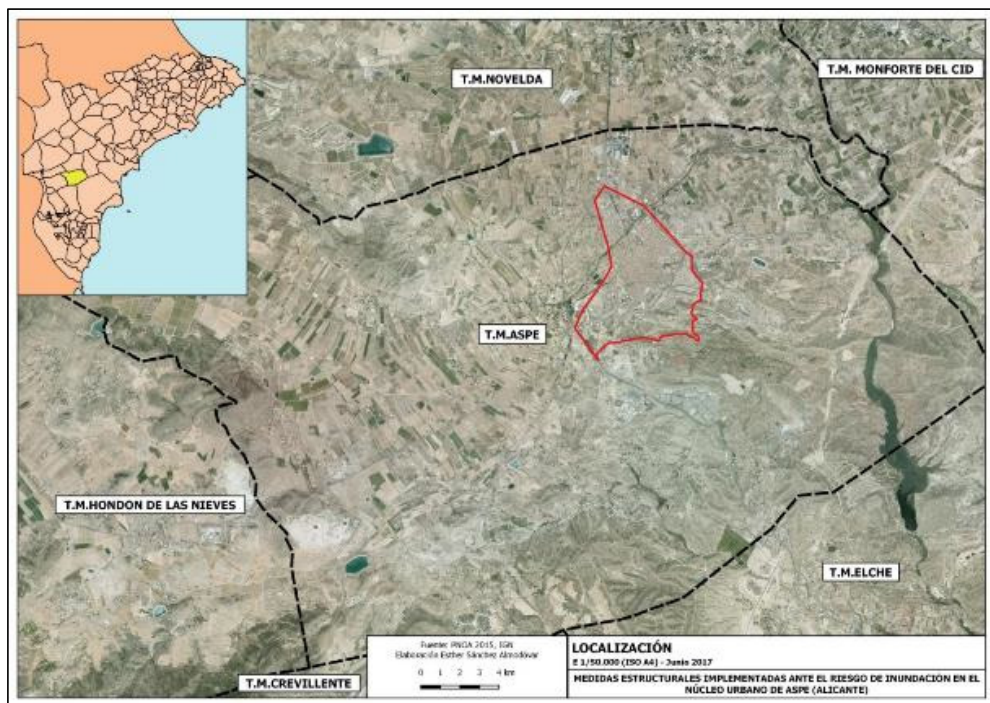 T.M.NOVELDA
T.M. MONFORTE DEL CID
T.M.ASPE
T.M.HONDON DE LAS NIEVES
T.M.ELCHE
T.M.CREVILLENTE
Fuente: PNOA 2015, IGN
Elaboración Esther Sánchez Almodóvar
0 1 2 3 4 km
LOCALIZACIÓN
E 1/50.000 (ISO A4) - Junio 2017
MEDIDAS ESTRUCTURALES IMPLEMENTADAS ANTE EL RIESGO DE INUNDACIÓN EN EL
NÚCLEO URBANO DE ASPE (ALICANTE)